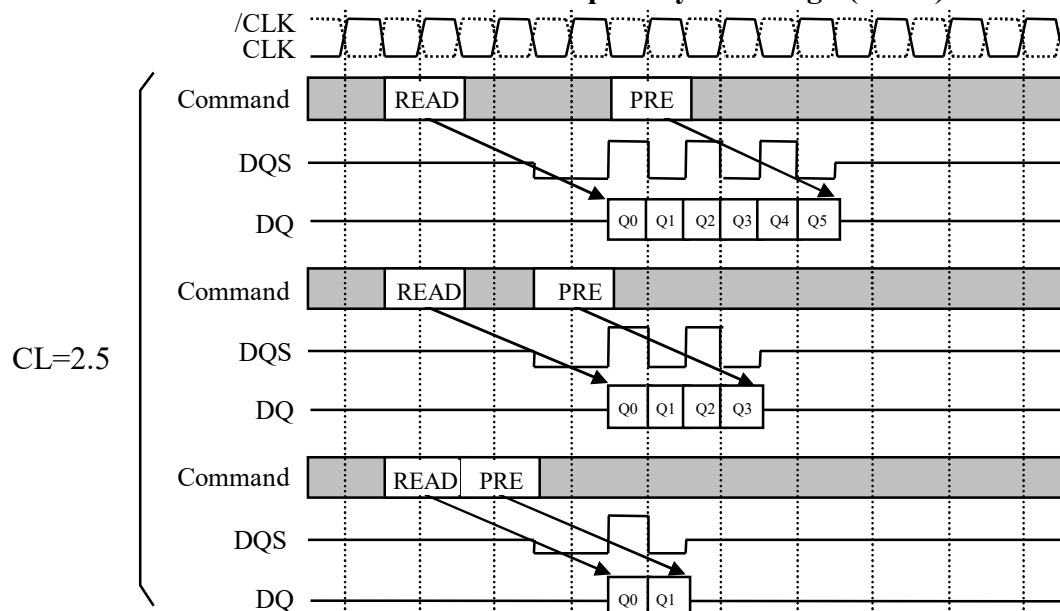 /CLK
CLK
Command READ PRE
DQS
DQ Q0 Q1 Q2 Q3 Q4 Q5
Command READ PRE
CL=2.5 DQS
DQ Q0 Q1 Q2 Q3
Command READ PRE
DQS
DQ Q0 Q1